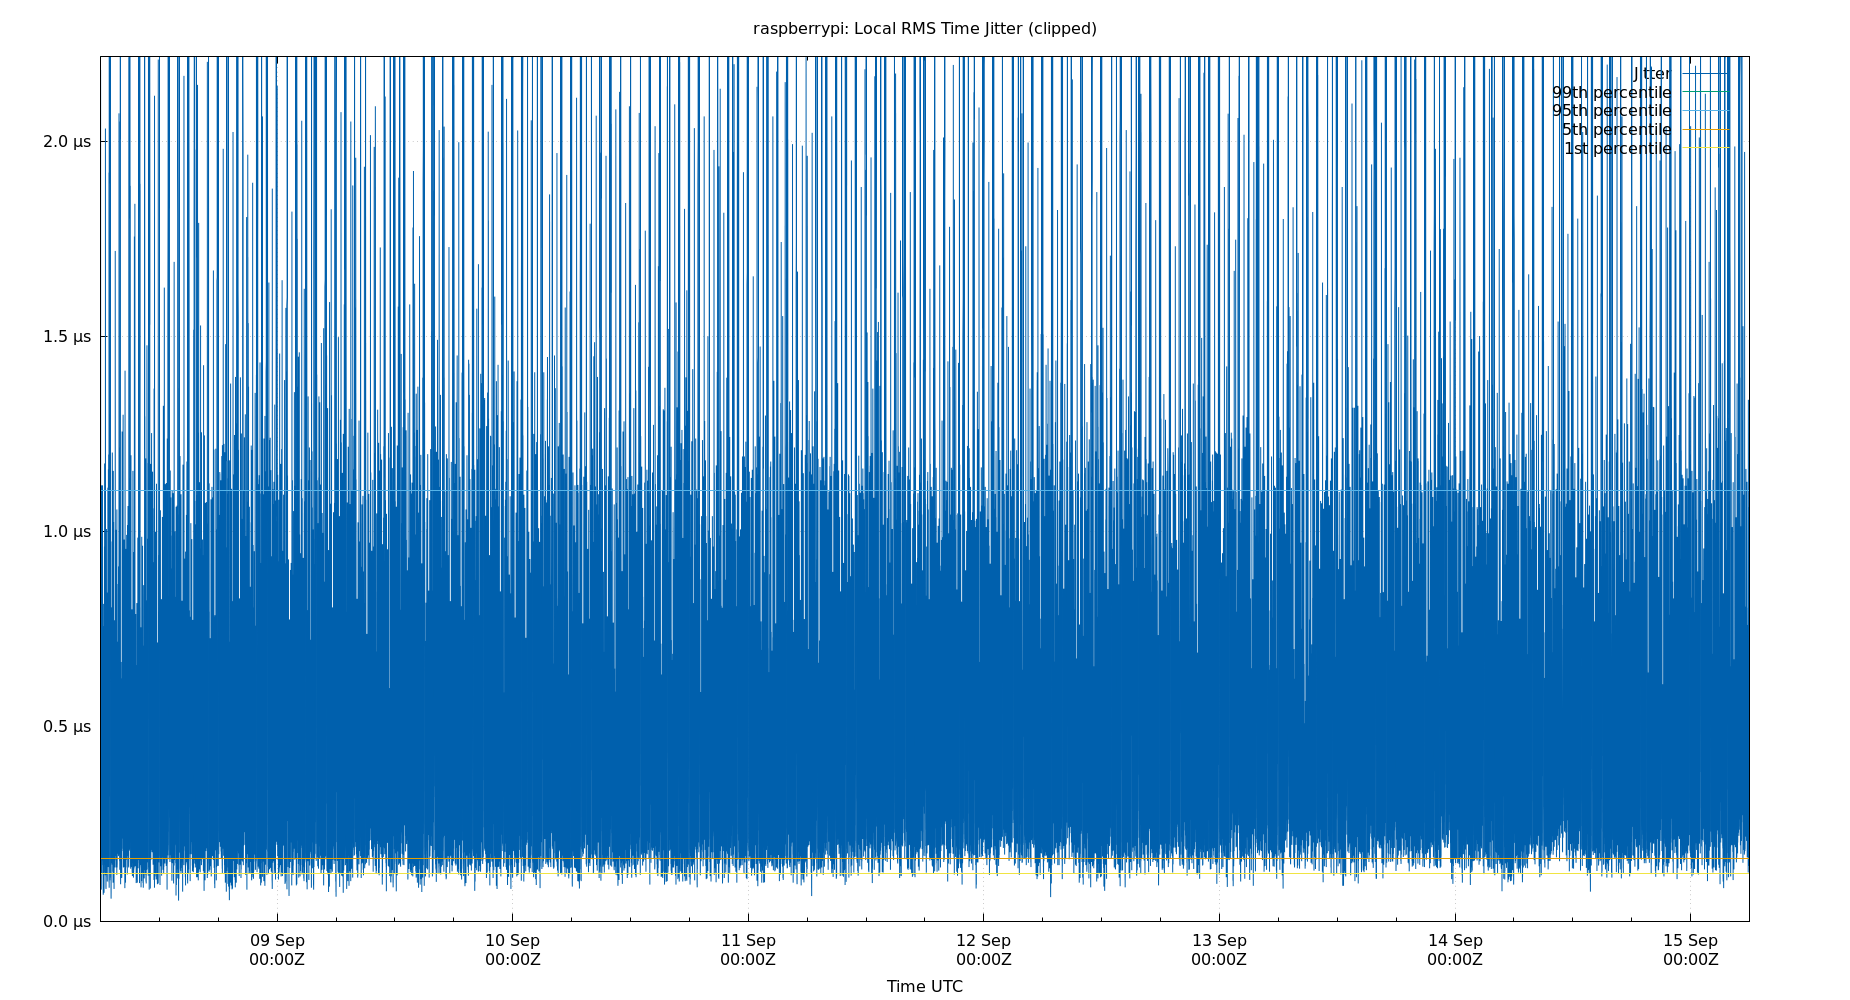 raspberrypi: Local RMS Time Jitter (clipped)
Jitter
99th percentile
95th percentile
5th percentile
1st percentile
2.0 µs
1.5 µs
1.0 µs
0.5 µs
0.0 µs
09 Sep 10 Sep 11 Sep 12 Sep 13 Sep 14 Sep 15 Sep
00:00Z 00:00Z 00:00Z 00:00Z 00:00Z 00:00Z 00:00Z
Time UTC